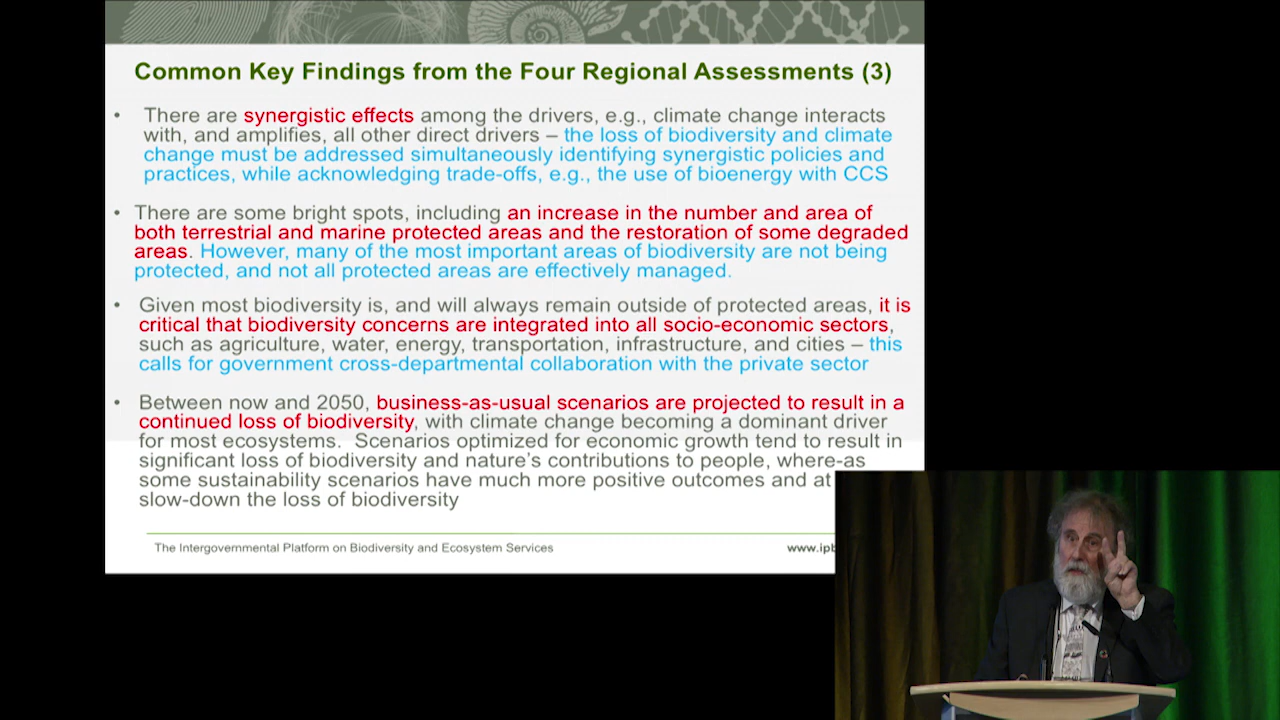 Common Key Findings from the Four Regional Assessments (3)
• There are synergistic effects among the drivers, e.g., climate change interacts
with, and amplifies, all other direct drivers – the loss of biodiversity and climate
change must be addressed simultaneously identifying synergistic policies and
practices, while acknowledging trade-offs, e.g., the use of bioenergy with CCS
• There are some bright spots, including an increase in the number and area of
both terrestrial and marine protected areas and the restoration of some degraded
areas. However, many of the most important areas of biodiversity are not being
protected, and not all protected areas are effectively managed.
• Given most biodiversity is, and will always remain outside of protected areas, it is
critical that biodiversity concerns are integrated into all socio-economic sectors,
such as agriculture, water, energy, transportation, infrastructure, and cities – this
calls for government cross-departmental collaboration with the private sector
• Between now and 2050, business-as-usual scenarios are projected to result in a
continued loss of biodiversity, with climate change becoming a dominant driver
for most ecosystems. Scenarios optimized for economic growth tend to result in
significant loss of biodiversity and nature's contributions to people, where-as
some sustainability scenarios have much more positive outcomes and at
slow-down the loss of biodiversity
The Intergovernmental Platform on Biodiversity and Ecosystem Services
www.ipb